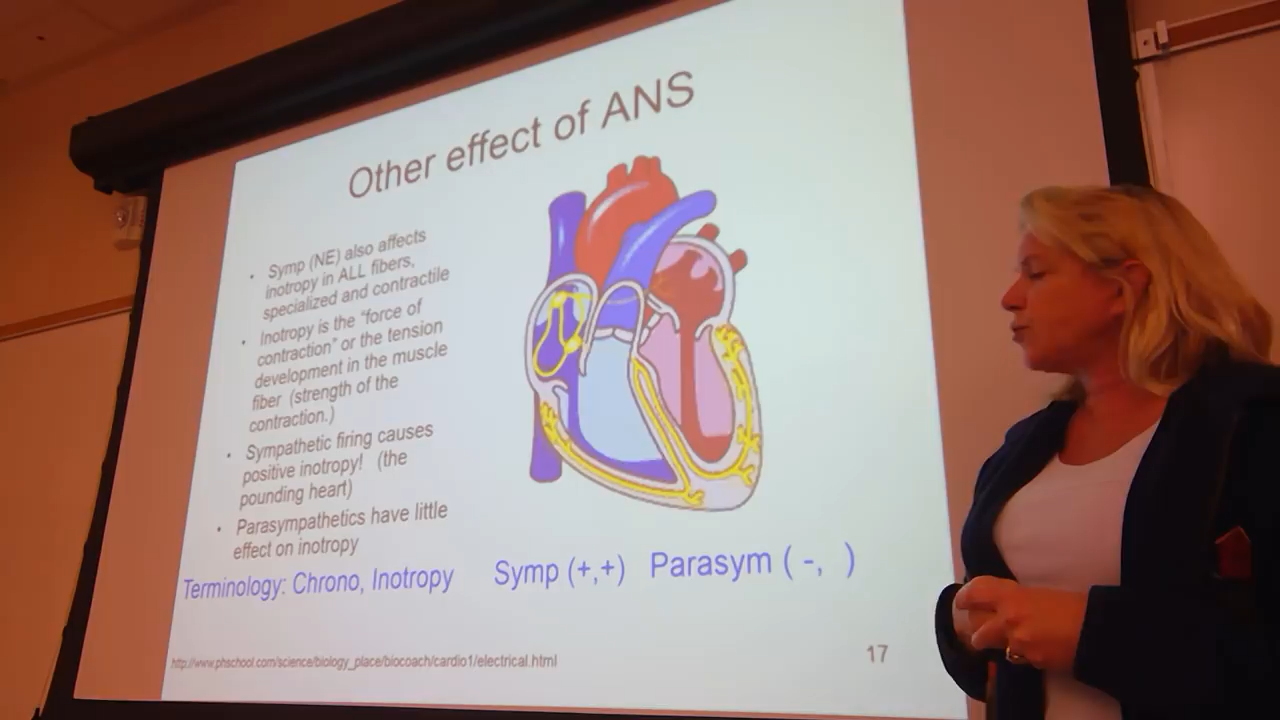 Other effect of ANS
• Symp (NE) also affects
inotropy in ALL fibers,
specialized and contractile
• Inotropy is the "force of
contraction" or the tension
development in the muscle
fiber (strength of the
contraction.)
• Sympathetic firing causes
positive inotropy! (the
pounding heart)
• Parasympathetics have little
effect on inotropy
Terminology: Chrono, Inotropy Symp (+,+) Parasym ( -, )
http://www.phschool.com/science/biology_place/biocoach/cardio1/electrical.html
17